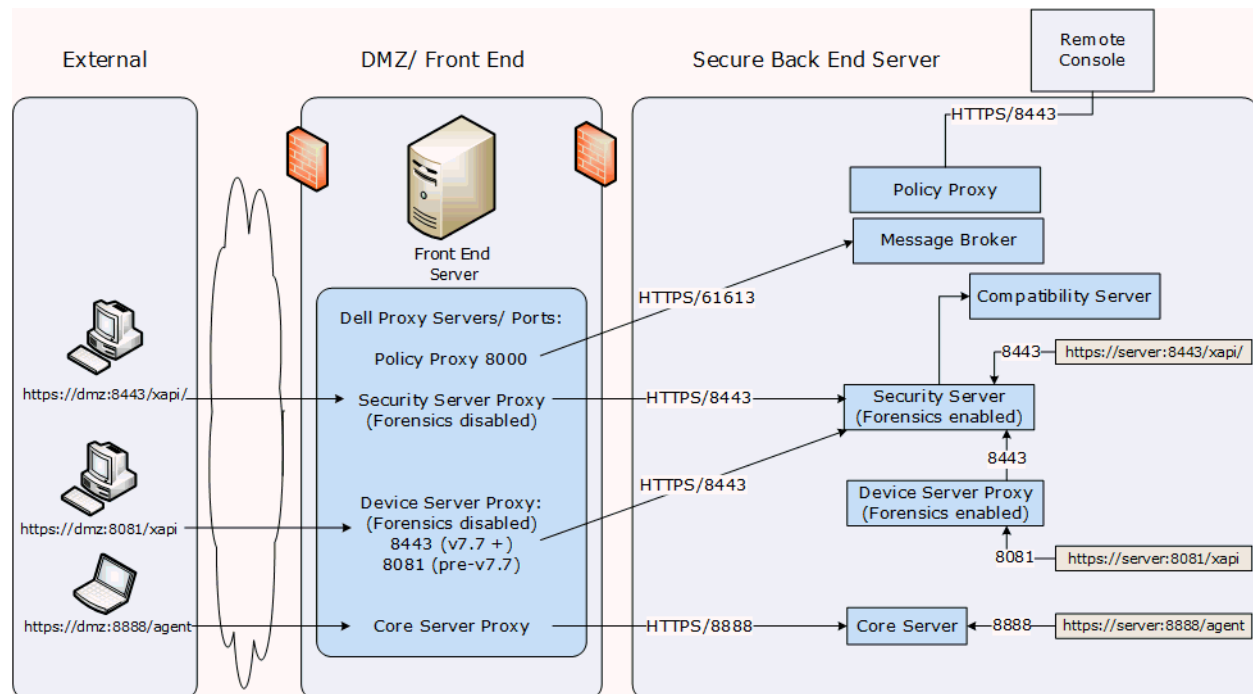 External
DMZ/ Front End
Secure Back End Server
Remote
Console
HTTPS/8443
Policy Proxy
Message Broker
Front End
Server
HTTPS/61613
Compatibility Server
Dell Proxy Servers/ Ports:
Policy Proxy 8000
8443
https://server:8443/xapi/
https://dmz:8443/xapi/
Security Server Proxy
(Forensics disabled)
HTTPS/8443
Security Server
(Forensics enabled)
8443
HTTPS/8443
Device Server Proxy
(Forensics enabled)
https://dmz:8081/xapi
Device Server Proxy:
(Forensics disabled)
8443 (v7.7 +)
8081 (pre-v7.7)
8081
https://server:8081/xapi
https://dmz:8888/agent
Core Server Proxy
HTTPS/8888
Core Server
8888
https://server:8888/agent